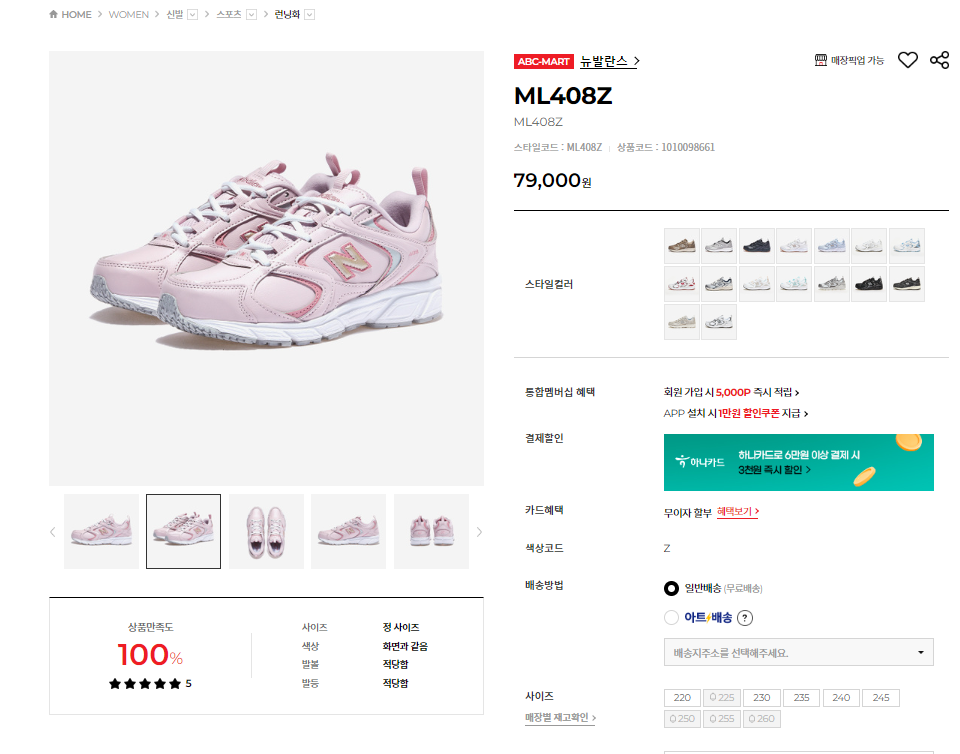 HOME > WOMEN > 신발 > 스포츠 > 런닝화
ABC-MART 뉴발란스 >
매장픽업 가능
ML408Z
ML408Z
스타일코드 : ML408Z | 상품코드 : 1010098661
79,000원
스타일컬러
통합멤버십 혜택
회원 가입 시 5,000P 즉시 적립 >
APP 설치 시 1만원 할인쿠폰 지급 >
결제할인
하나카드
하나카드로 6만원 이상 결제 시
3천원 즉시 할인 >
카드혜택
무이자 할부 혜택보기 >
색상코드
Z
배송방법
일반배송 (무료배송)
아트배송 ?
배송지주소를 선택해주세요.
사이즈
매장별 재고확인 >
220 225 230 235 240 245
250 255 260
상품만족도
100%
★★★★★ 5
사이즈 정 사이즈
색상 화면과 같음
발볼 적당함
발등 적당함